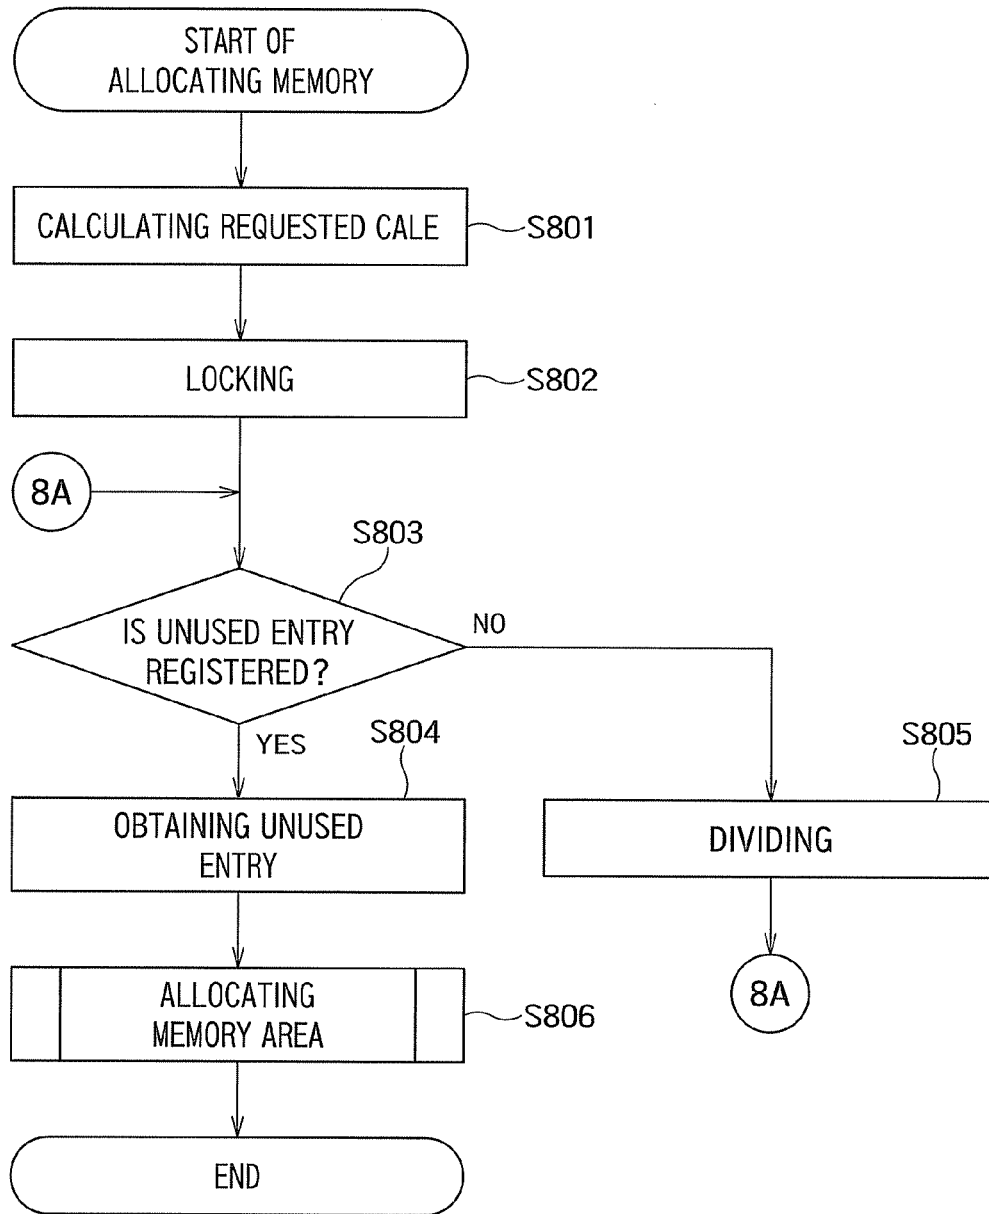 START OF
ALLOCATING MEMORY
CALCULATING REQUESTED CALE
S801
LOCKING
S802
8A
S803
IS UNUSED ENTRY
REGISTERED?
NO
YES
S804
OBTAINING UNUSED
ENTRY
S805
DIVIDING
ALLOCATING
MEMORY AREA
S806
8A
END